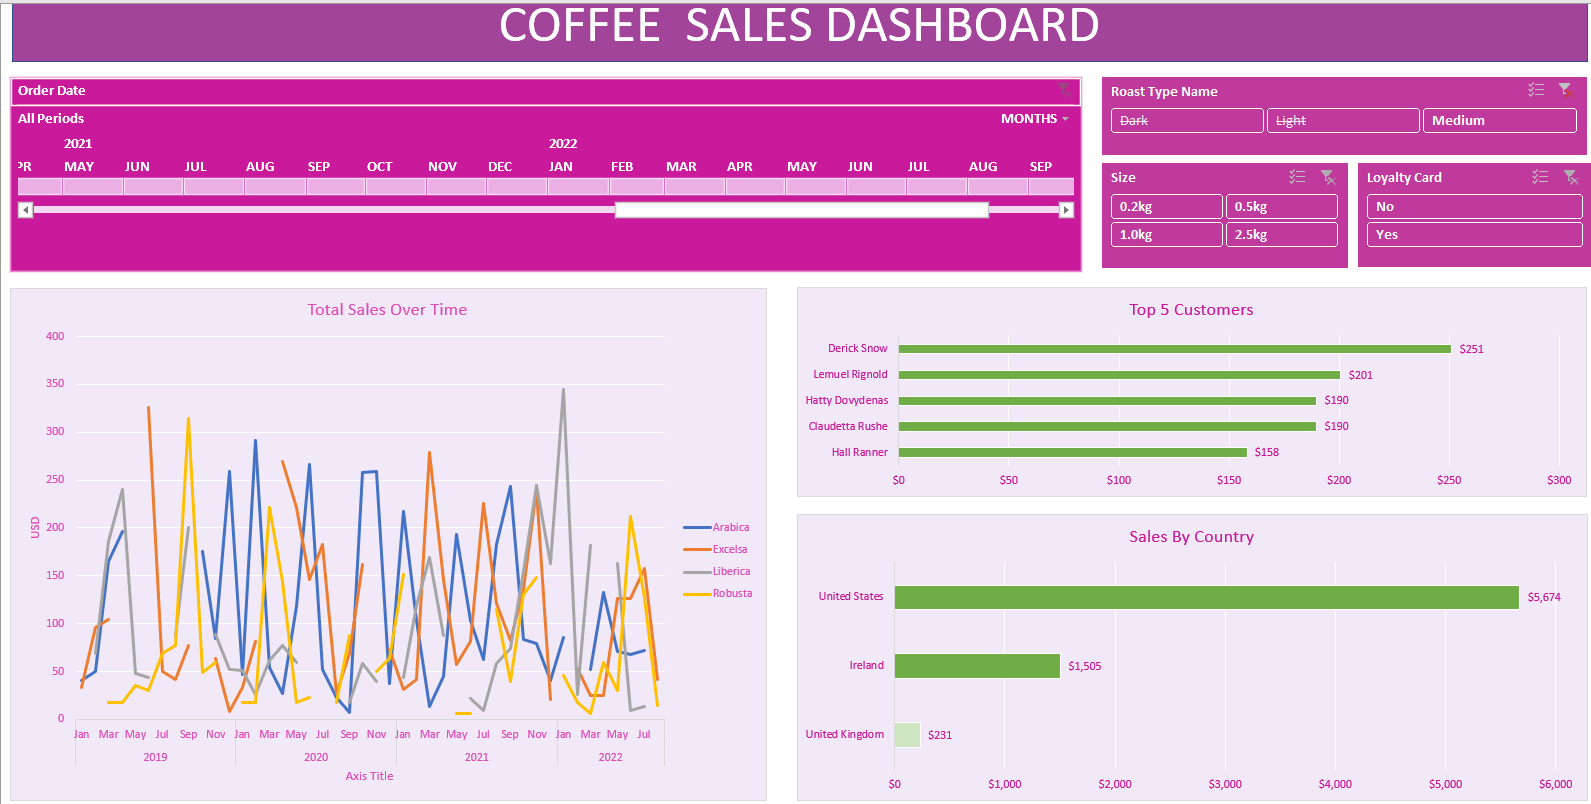 COFFEE  SALES DASHBOARD
Order Date
All Periods
MONTHS
2021 2022
PR MAY JUN JUL AUG SEP OCT NOV DEC JAN FEB MAR APR MAY JUN JUL AUG SEP
Roast Type Name
Dark Light Medium
Size
0.2kg 0.5kg
1.0kg 2.5kg
Loyalty Card
No
Yes
Total Sales Over Time
400
350
300
250
200
150
100
50
0
USD
Jan Mar May Jul Sep Nov Jan Mar May Jul Sep Nov Jan Mar May Jul Sep Nov Jan Mar May Jul
2019 2020 2021 2022
Axis Title
Arabica
Excelsa
Liberica
Robusta
Top 5 Customers
Derick Snow $251
Lemuel Rignold $201
Hatty Dovydenas $190
Claudetta Rushe $190
Hall Ranner $158
$0 $50 $100 $150 $200 $250 $300
Sales By Country
United States $5,674
Ireland $1,505
United Kingdom $231
$0 $1,000 $2,000 $3,000 $4,000 $5,000 $6,000